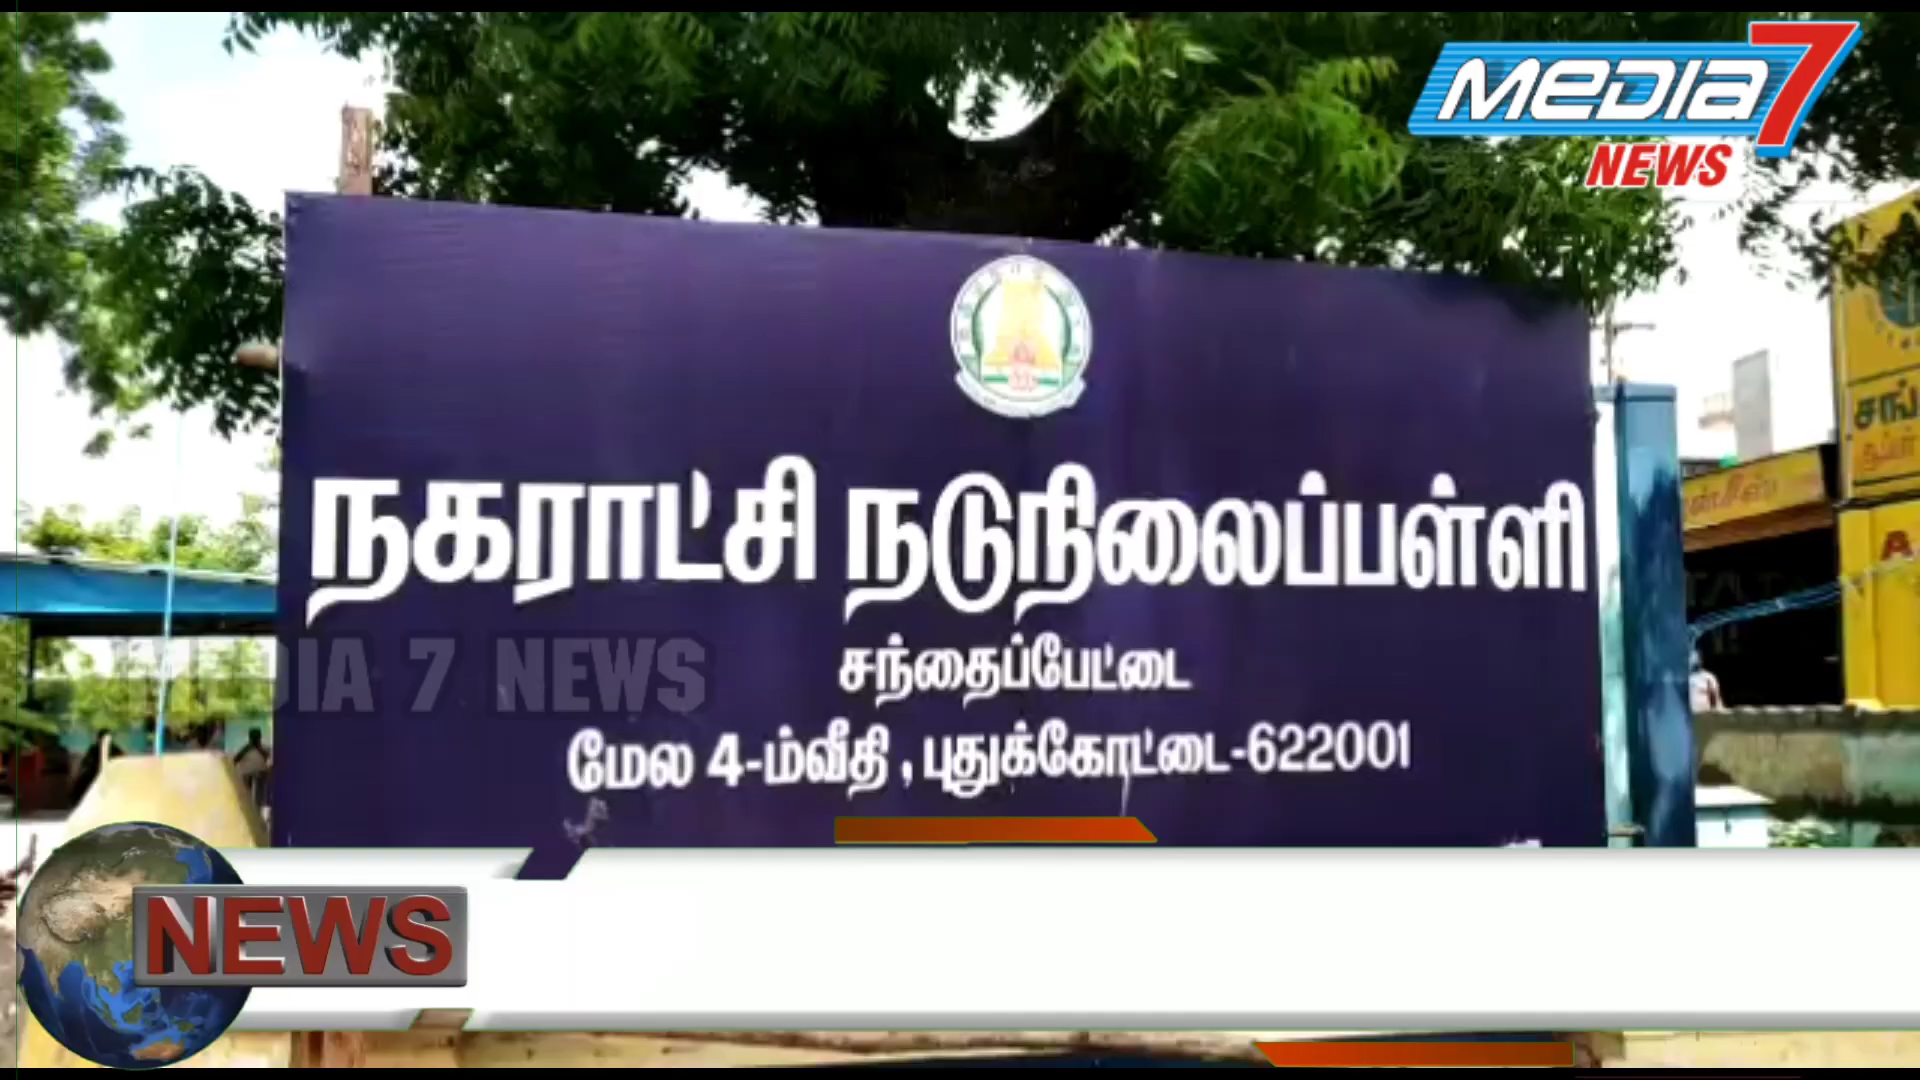 MEDIA 7
NEWS
நகராட்சி நடுநிலைப்பள்ளி
சந்தைப்பேட்டை
மேல 4-ம்வீதி, புதுக்கோட்டை-622001
MEDIA 7 NEWS
NEWS